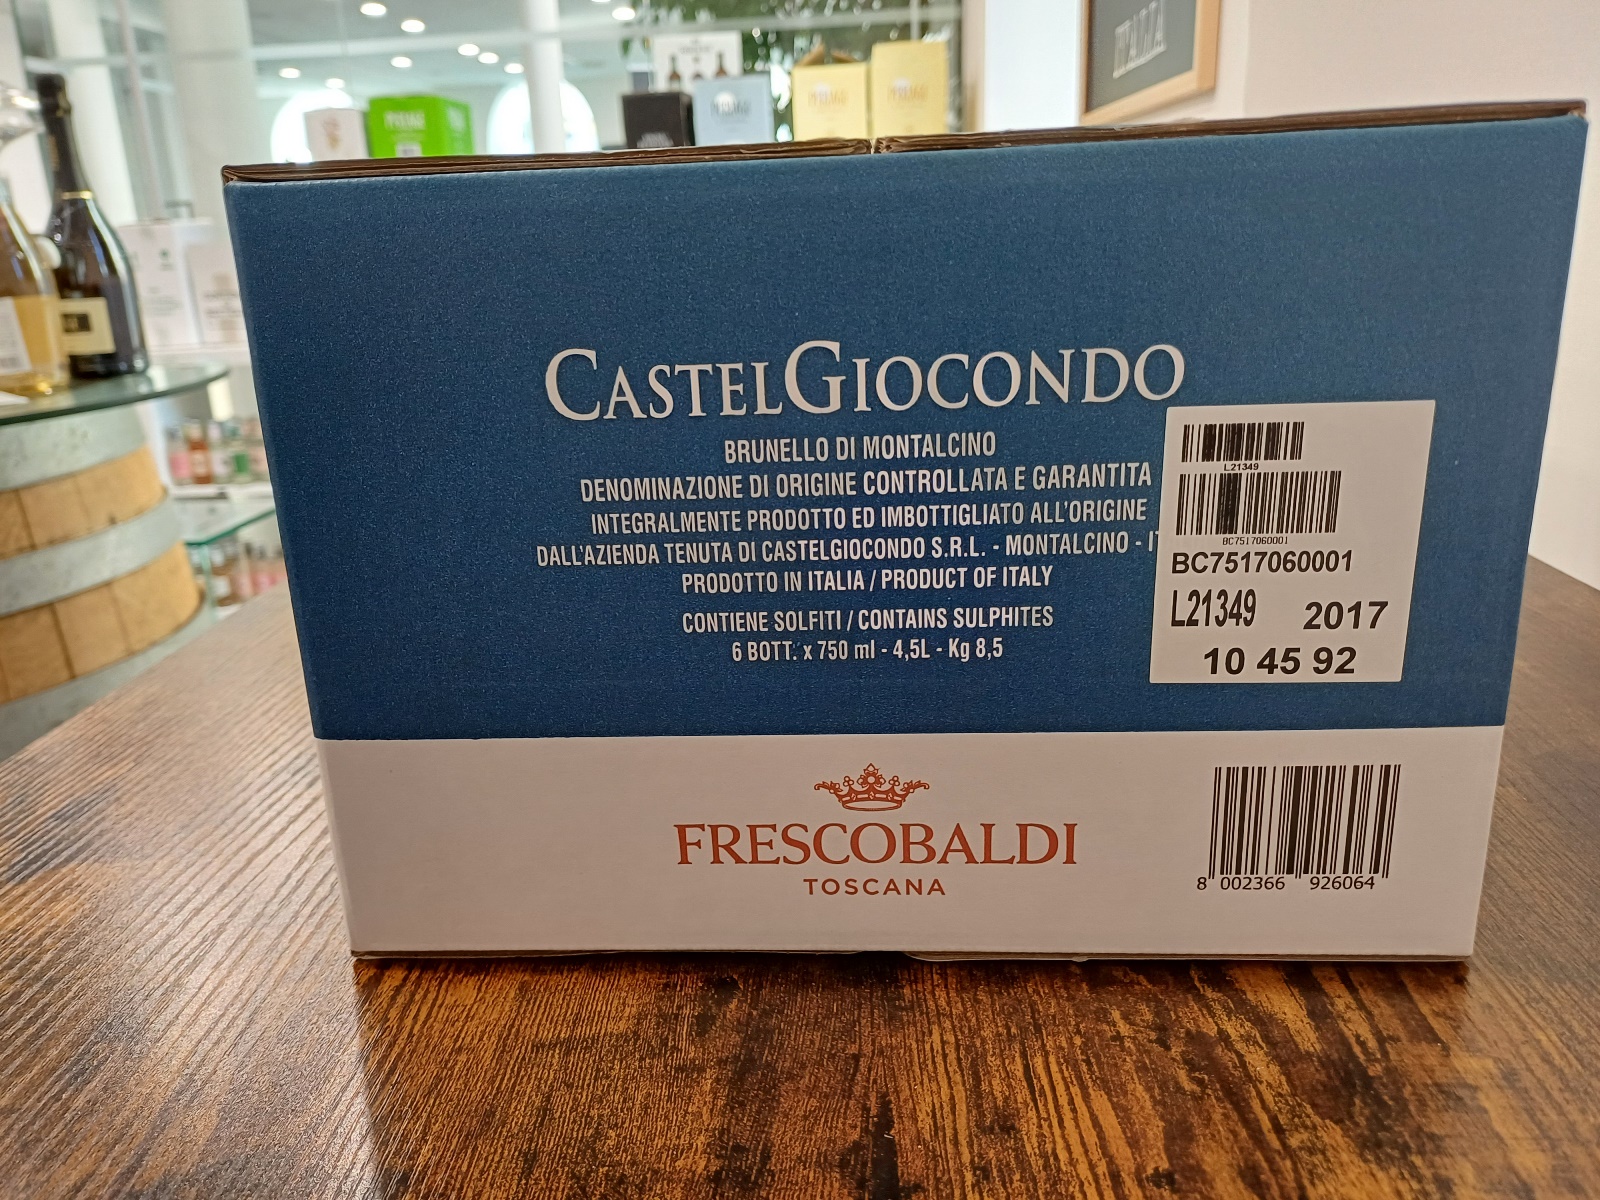 ITALIA
CASTELGIOCONDO
BRUNELLO DI MONTALCINO
DENOMINAZIONE DI ORIGINE CONTROLLATA E GARANTITA
INTEGRALMENTE PRODOTTO ED IMBOTTIGLIATO ALL'ORIGINE
DALL'AZIENDA TENUTA DI CASTELGIOCONDO S.R.L. - MONTALCINO -
PRODOTTO IN ITALIA / PRODUCT OF ITALY
CONTIENE SOLFITI / CONTAINS SULPHITES
6 BOTT. x 750 ml - 4,5L - Kg 8,5
L21349
BC7517060001
BC7517060001
L21349 2017
10 45 92
FRESCOBALDI
TOSCANA
8 002366 926064